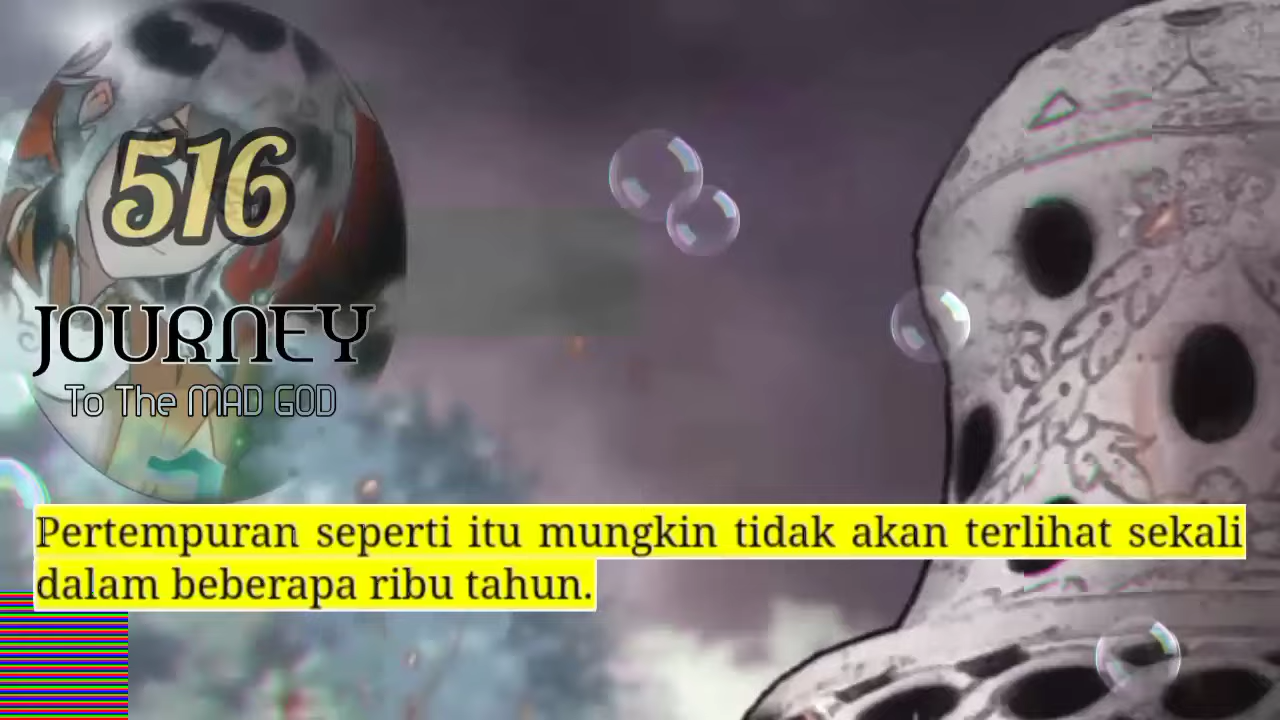 516
JOURNEY
To The MAD GOD
Pertempuran seperti itu mungkin tidak akan terlihat sekali
dalam beberapa ribu tahun.